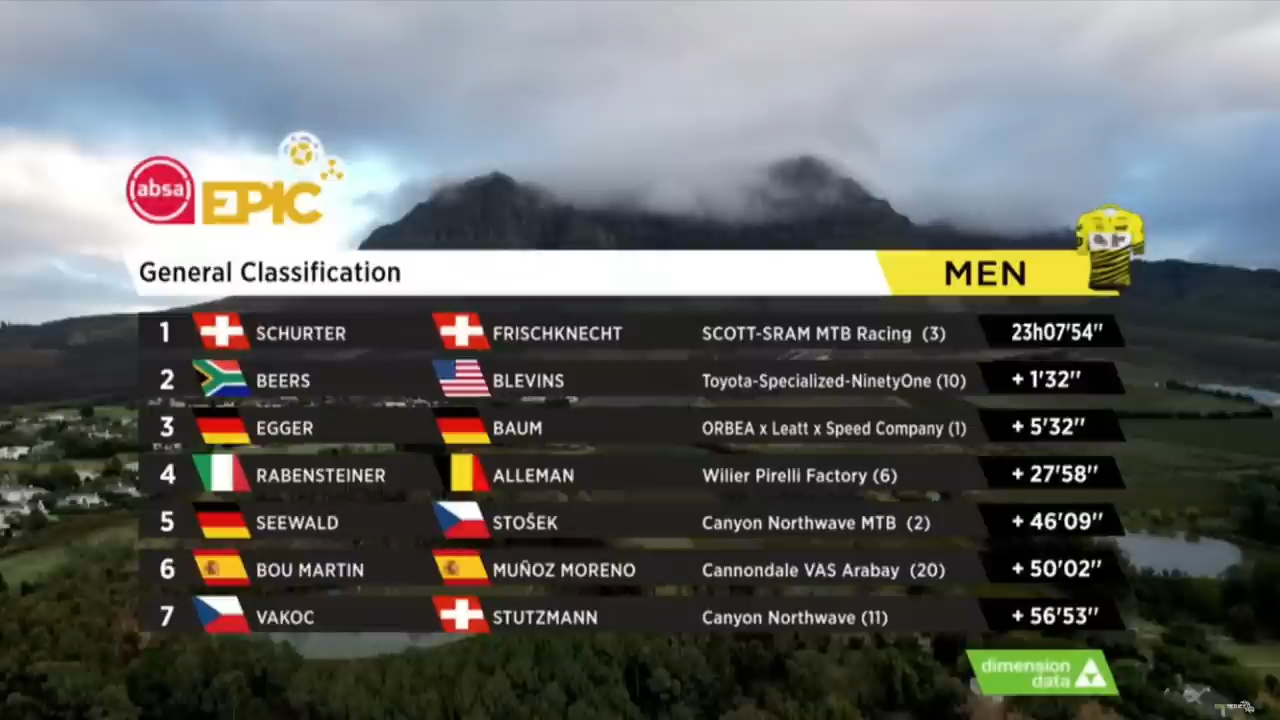 absa
EPIC
General Classification MEN
1 SCHURTER FRISCHKNECHT SCOTT-SRAM MTB Racing (3) 23h07'54"
2 BEERS BLEVINS Toyota-Specialized-NinetyOne (10) + 1'32"
3 EGGER BAUM ORBEA x Leatt x Speed Company (1) + 5'32"
4 RABENSTEINER ALLEMAN Wilier Pirelli Factory (6) + 27'58"
5 SEEWALD STOŠEK Canyon Northwave MTB (2) + 46'09"
6 BOU MARTIN MUÑOZ MORENO Cannondale VAS Arabay (20) + 50'02"
7 VAKOC STUTZMANN Canyon Northwave (11) + 56'53"
dimension
data